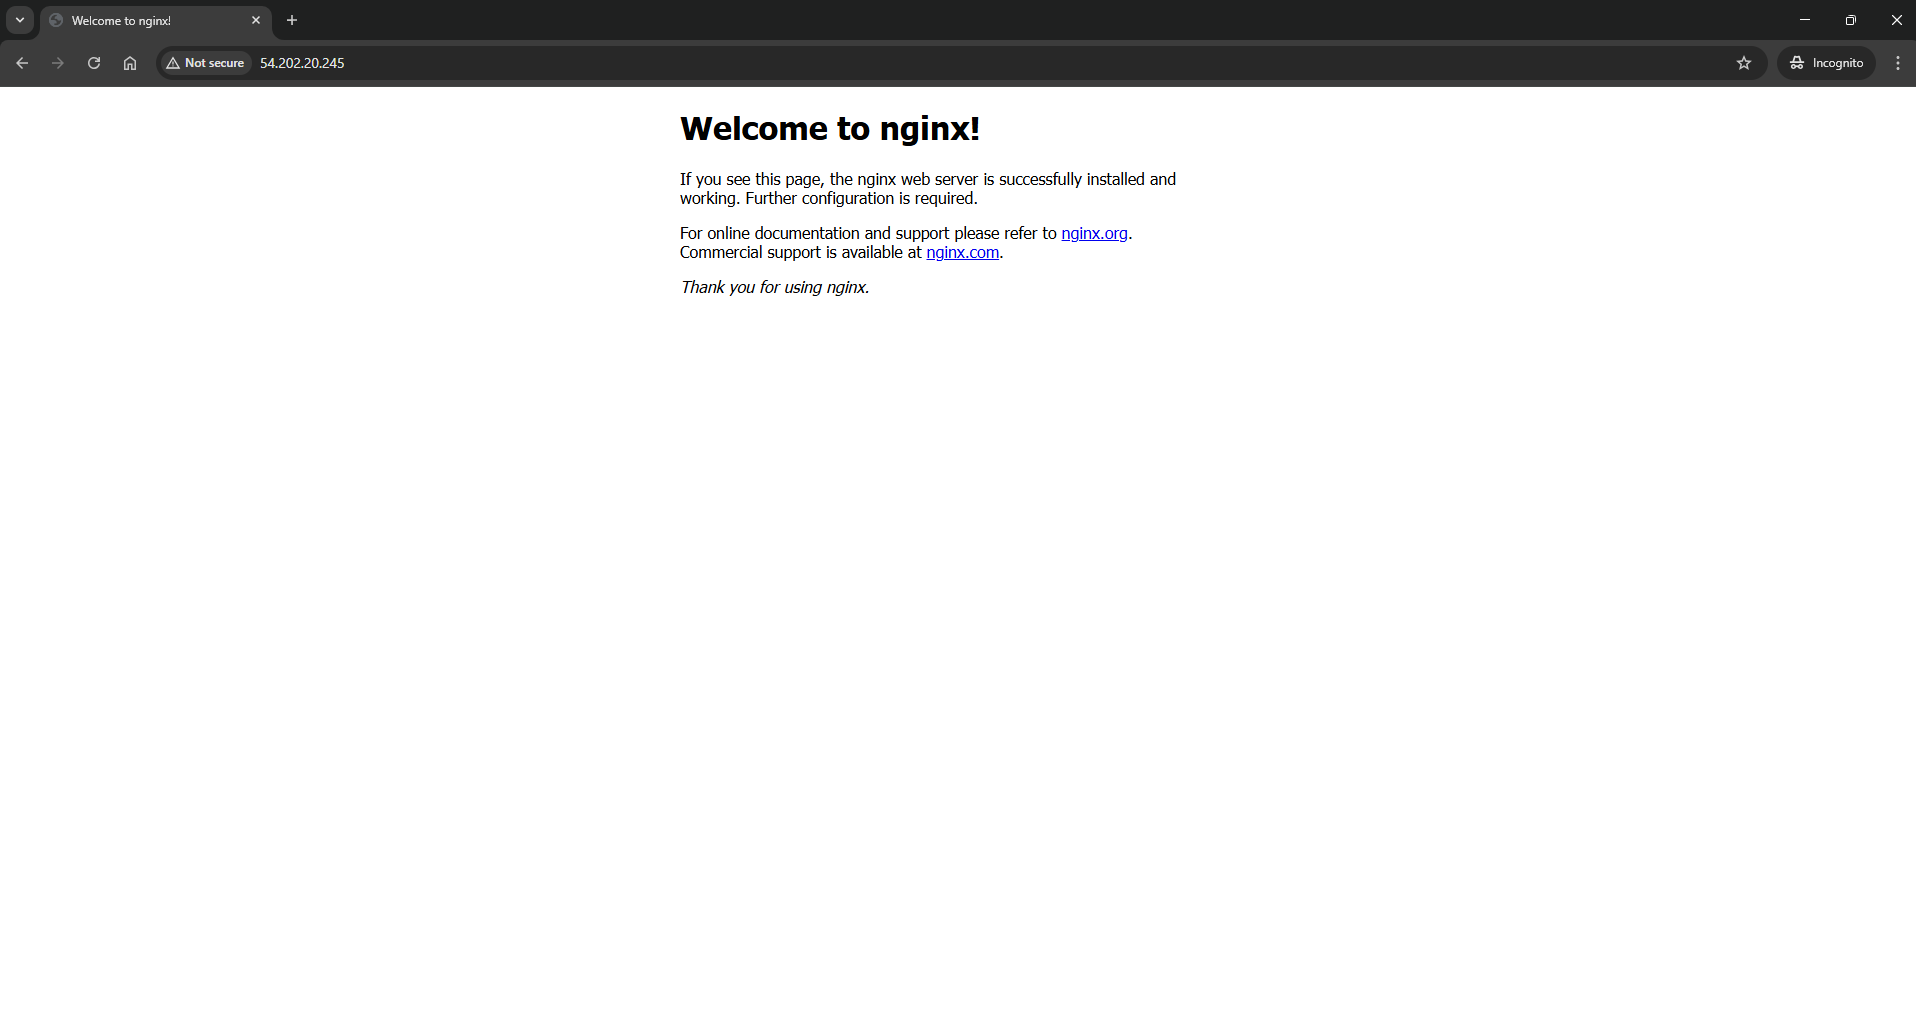 Welcome to nginx!
Not secure 54.202.20.245 Incognito
Welcome to nginx!
If you see this page, the nginx web server is successfully installed and
working. Further configuration is required.
For online documentation and support please refer to nginx.org.
Commercial support is available at nginx.com.
Thank you for using nginx.